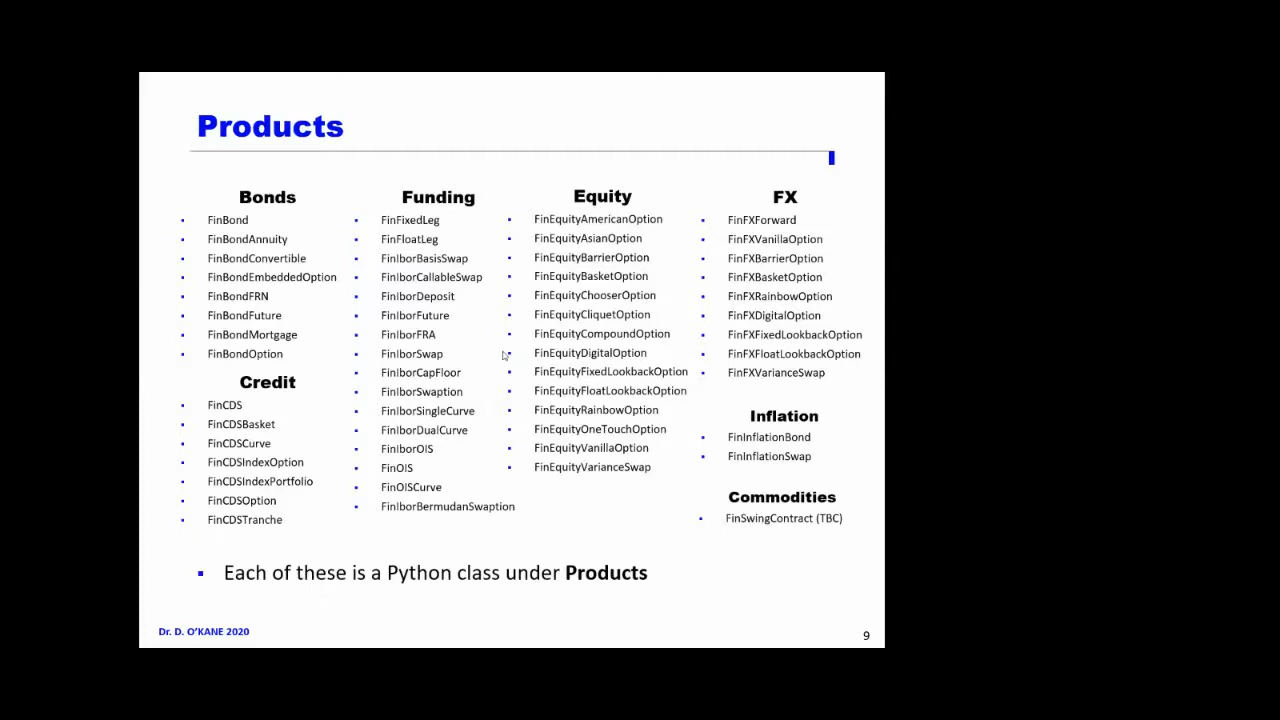 Products
Bonds
FinBond
FinBondAnnuity
FinBondConvertible
FinBondEmbeddedOption
FinBondFRN
FinBondFuture
FinBondMortgage
FinBondOption
Credit
FinCDS
FinCDSBasket
FinCDSCurve
FinCDSIndexOption
FinCDSIndexPortfolio
FinCDSOption
FinCDSTranche
Funding
FinFixedLeg
FinFloatLeg
FinIborBasisSwap
FinIborCallableSwap
FinIborDeposit
FinIborFuture
FinIborFRA
FinIborSwap
FinIborCapFloor
FinIborSwaption
FinIborSingleCurve
FinIborDualCurve
FinIborOIS
FinOIS
FinOISCurve
FinIborBermudanSwaption
Equity
FinEquityAmericanOption
FinEquityAsianOption
FinEquityBarrierOption
FinEquityBasketOption
FinEquityChooserOption
FinEquityCliquetOption
FinEquityCompoundOption
FinEquityDigitalOption
FinEquityFixedLookbackOption
FinEquityFloatLookbackOption
FinEquityRainbowOption
FinEquityOneTouchOption
FinEquityVanillaOption
FinEquityVarianceSwap
FX
FinFXForward
FinFXVanillaOption
FinFXBarrierOption
FinFXBasketOption
FinFXRainbowOption
FinFXDigitalOption
FinFXFixedLookbackOption
FinFXFloatLookbackOption
FinFXVarianceSwap
Inflation
FinInflationBond
FinInflationSwap
Commodities
FinSwingContract (TBC)
Each of these is a Python class under Products
Dr. D. O'KANE 2020
9